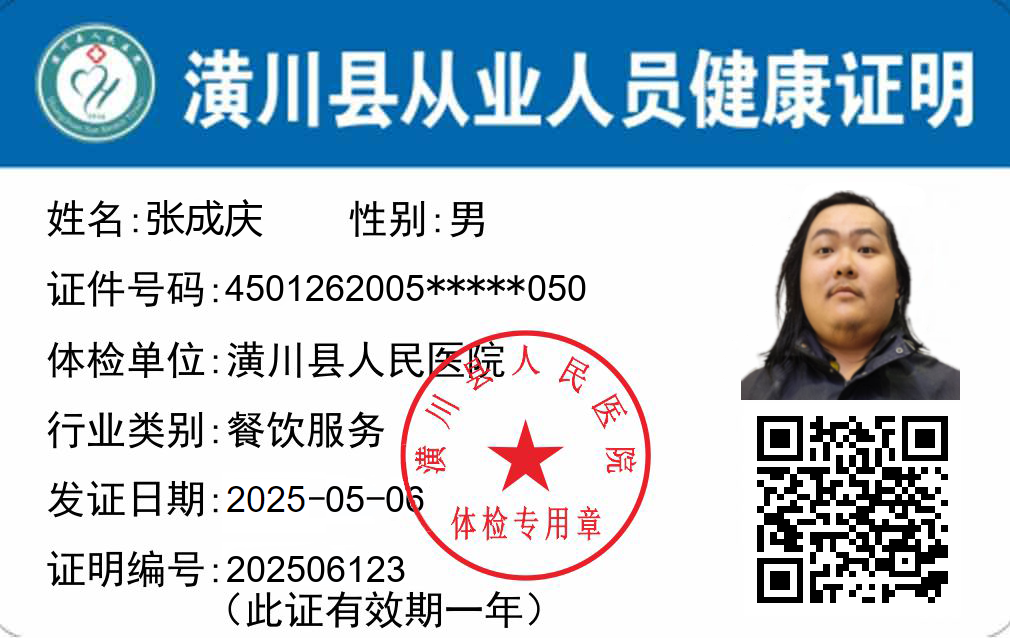 潢川县从业人员健康证明
姓名:张成庆 性别:男
证件号码:4501262005*****050
体检单位:潢川县人民医院
行业类别:餐饮服务
发证日期:2025-05-06
证明编号:202506123
(此证有效期一年)
潢川县人民医院
体检专用章